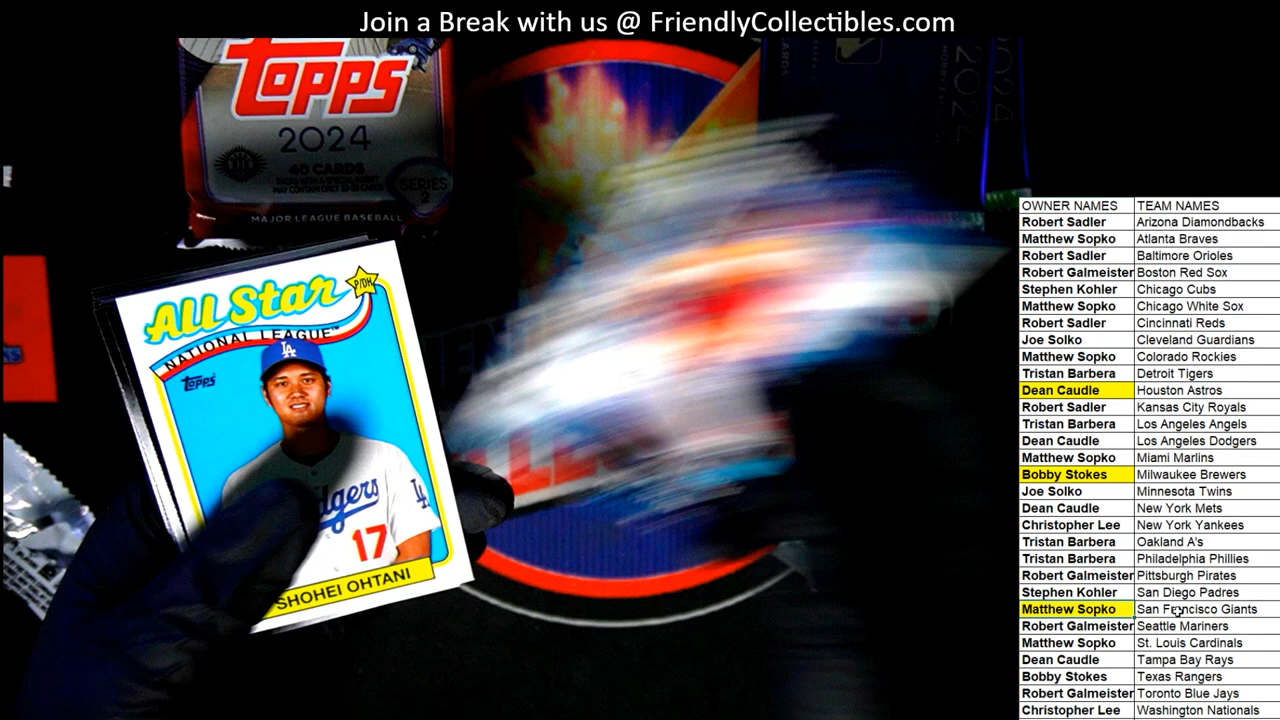 Join a Break with us @ FriendlyCollectibles.com
TOPPS
2024
40 CARDS
SERIES
2
MAJOR LEAGUE BASEBALL
2024
2024
All Star
P/DH
NATIONAL LEAGUE™
TOPPS
LA
Dodgers
LA
17
SHOHEI OHTANI
OWNER NAMES TEAM NAMES
Robert Sadler Arizona Diamondbacks
Matthew Sopko Atlanta Braves
Robert Sadler Baltimore Orioles
Robert Galmeister Boston Red Sox
Stephen Kohler Chicago Cubs
Matthew Sopko Chicago White Sox
Robert Sadler Cincinnati Reds
Joe Solko Cleveland Guardians
Matthew Sopko Colorado Rockies
Tristan Barbera Detroit Tigers
Dean Caudle Houston Astros
Robert Sadler Kansas City Royals
Tristan Barbera Los Angeles Angels
Dean Caudle Los Angeles Dodgers
Matthew Sopko Miami Marlins
Bobby Stokes Milwaukee Brewers
Joe Solko Minnesota Twins
Dean Caudle New York Mets
Christopher Lee New York Yankees
Tristan Barbera Oakland A's
Tristan Barbera Philadelphia Phillies
Robert Galmeister Pittsburgh Pirates
Stephen Kohler San Diego Padres
Matthew Sopko San Francisco Giants
Robert Galmeister Seattle Mariners
Matthew Sopko St. Louis Cardinals
Dean Caudle Tampa Bay Rays
Bobby Stokes Texas Rangers
Robert Galmeister Toronto Blue Jays
Christopher Lee Washington Nationals